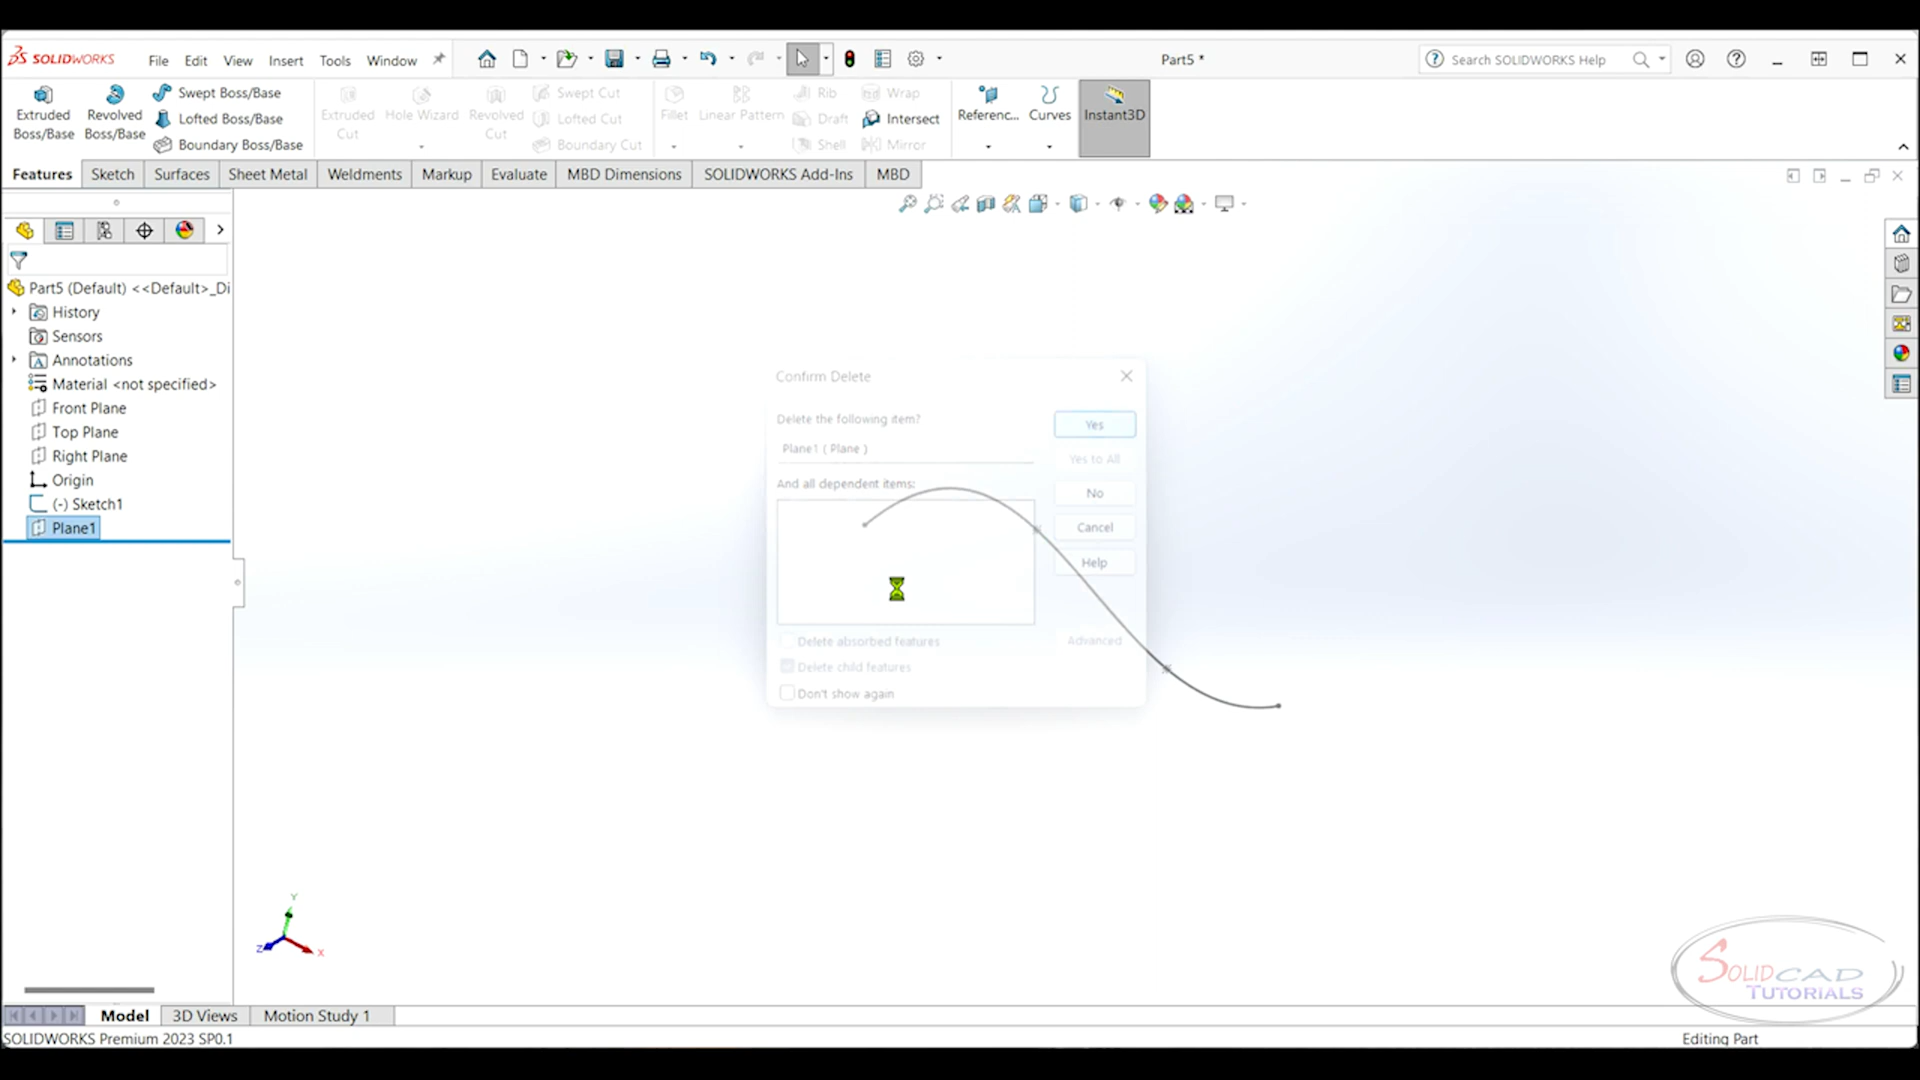 SOLIDWORKS File Edit View Insert Tools Window
Part5 *
Search SOLIDWORKS Help
Extruded Boss/Base
Revolved Boss/Base
Swept Boss/Base
Lofted Boss/Base
Boundary Boss/Base
Extruded Cut
Hole Wizard
Revolved Cut
Swept Cut
Lofted Cut
Boundary Cut
Fillet
Linear Pattern
Rib
Draft
Shell
Wrap
Intersect
Mirror
Referenc...
Curves
Instant3D
Features Sketch Surfaces Sheet Metal Weldments Markup Evaluate MBD Dimensions SOLIDWORKS Add-Ins MBD
Part5 (Default) <<Default>_Di
History
Sensors
Annotations
Material <not specified>
Front Plane
Top Plane
Right Plane
Origin
(-) Sketch1
Plane1
Confirm Delete
Delete the following item?
Plane1 ( Plane )
And all dependent items:
Yes
Yes to All
No
Cancel
Help
Advanced
Delete absorbed features
Delete child features
Don't show again
Y
Z
X
SOLIDCAD
TUTORIALS
Model 3D Views Motion Study 1
SOLIDWORKS Premium 2023 SP0.1
Editing Part